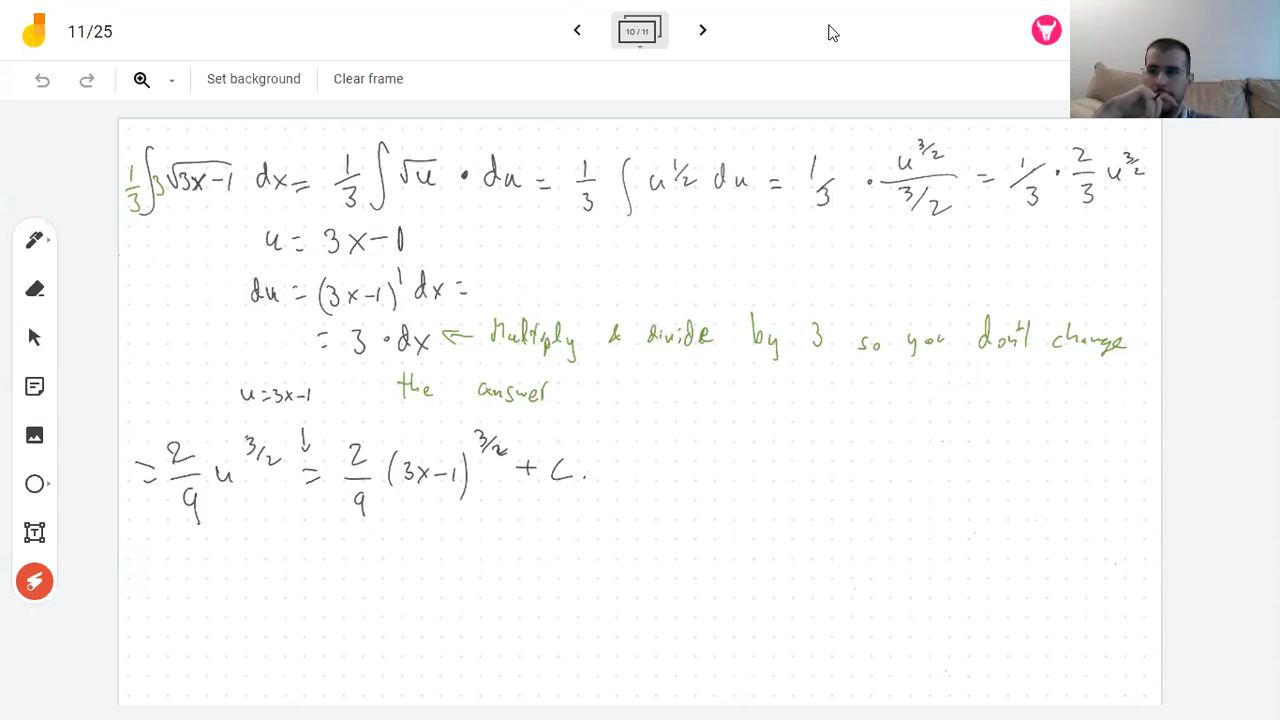 11/25
10 / 11
Set background
Clear frame
1/3 ∫ 3 √3x-1 dx = 1/3 ∫ √u • du = 1/3 ∫ u^1/2 du = 1/3 • u^3/2 / 3/2 = 1/3 • 2/3 u^3/2
u = 3x-1
du = (3x-1)' dx =
= 3 • dx ← Multiply & divide by 3 so you don't change
the answer
u=3x-1
= 2/9 u^3/2 ↓= 2/9 (3x-1)^3/2 + C.